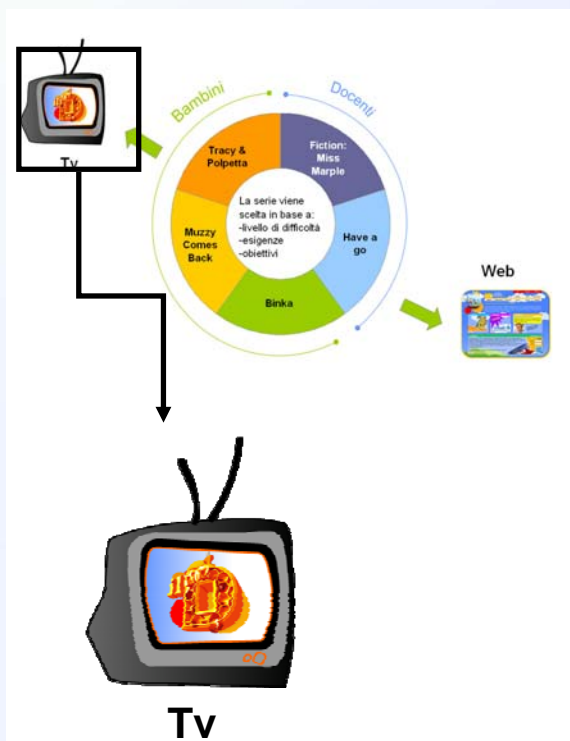 Bambini
Docenti
Tv
Tracy &
Polpetta
Fiction:
Miss
Marple
La serie viene
scelta in base a:
-livello di difficoltà
-esigenze
-obiettivi
Muzzy
Comes
Back
Have a
go
Binka
Web
Tv